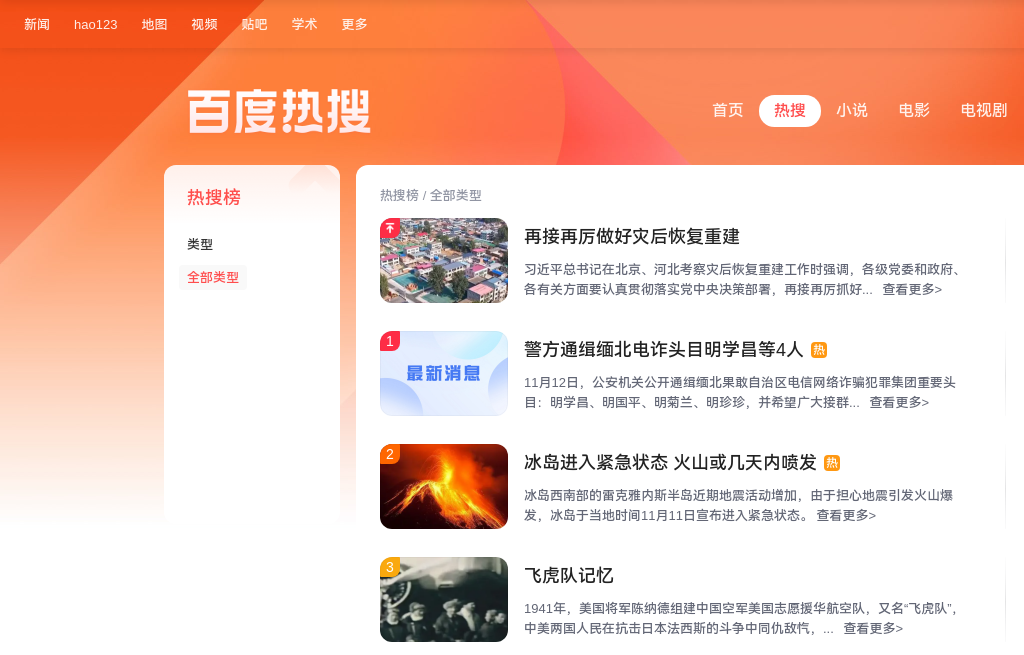 新闻 hao123 地图 视频 贴吧 学术 更多
百度热搜
首页 热搜 小说 电影 电视剧
热搜榜
类型
全部类型
热搜榜 / 全部类型
再接再厉做好灾后恢复重建
习近平总书记在北京、河北考察灾后恢复重建工作时强调，各级党委和政府、
各有关方面要认真贯彻落实党中央决策部署，再接再厉抓好... 查看更多>
1
最新消息
警方通缉缅北电诈头目明学昌等4人 热
11月12日，公安机关公开通缉缅北果敢自治区电信网络诈骗犯罪集团重要头
目：明学昌、明国平、明菊兰、明珍珍，并希望广大接群... 查看更多>
2
冰岛进入紧急状态 火山或几天内喷发 热
冰岛西南部的雷克雅内斯半岛近期地震活动增加，由于担心地震引发火山爆
发，冰岛于当地时间11月11日宣布进入紧急状态。 查看更多>
3
飞虎队记忆
1941年，美国将军陈纳德组建中国空军美国志愿援华航空队，又名“飞虎队”，
中美两国人民在抗击日本法西斯的斗争中同仇敌忾，... 查看更多>